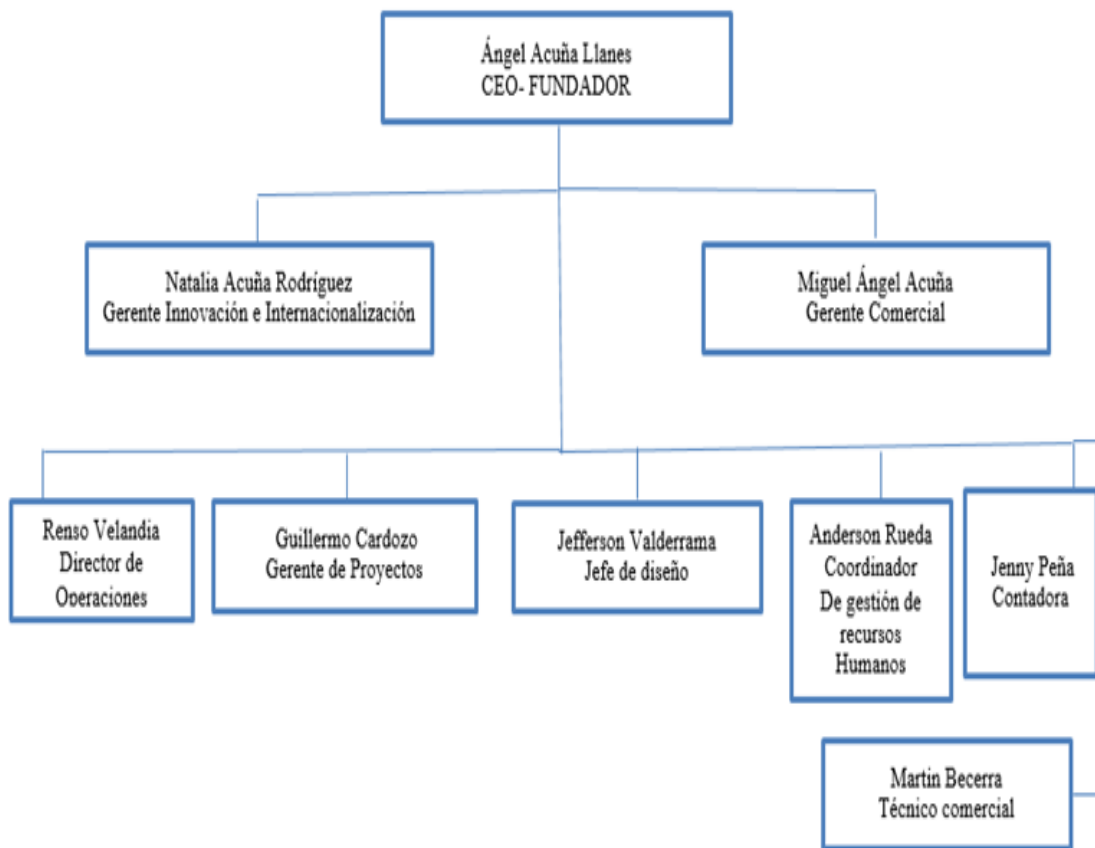 Ángel Acuña Llanes
CEO- FUNDADOR
Natalia Acuña Rodríguez
Gerente Innovación e Internacionalización
Miguel Ángel Acuña
Gerente Comercial
Renso Velandia
Director de
Operaciones
Guillermo Cardozo
Gerente de Proyectos
Jefferson Valderrama
Jefe de diseño
Anderson Rueda
Coordinador
De gestión de
recursos
Humanos
Jenny Peña
Contadora
Martin Becerra
Técnico comercial